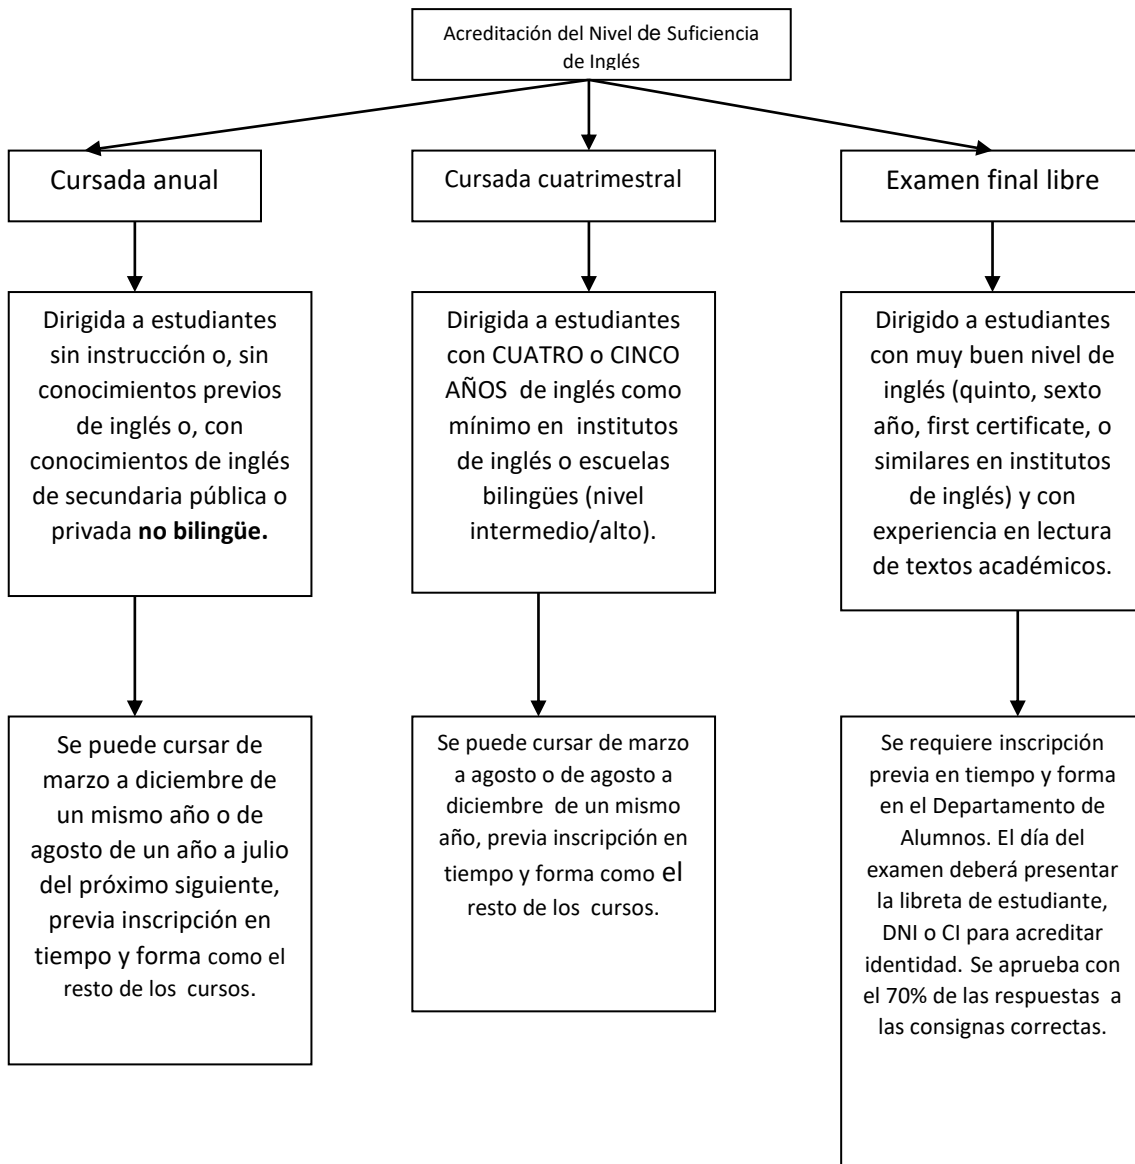 Acreditación del Nivel de Suficiencia
de Inglés
Cursada anual
Cursada cuatrimestral
Examen final libre
Dirigida a estudiantes
sin instrucción o, sin
conocimientos previos
de inglés o, con
conocimientos de inglés
de secundaria pública o
privada no bilingüe.
Dirigida a estudiantes
con CUATRO o CINCO
AÑOS de inglés como
mínimo en institutos
de inglés o escuelas
bilingües (nivel
intermedio/alto).
Dirigido a estudiantes
con muy buen nivel de
inglés (quinto, sexto
año, first certificate, o
similares en institutos
de inglés) y con
experiencia en lectura
de textos académicos.
Se puede cursar de
marzo a diciembre de
un mismo año o de
agosto de un año a julio
del próximo siguiente,
previa inscripción en
tiempo y forma como el
resto de los cursos.
Se puede cursar de marzo
a agosto o de agosto a
diciembre de un mismo
año, previa inscripción en
tiempo y forma como el
resto de los cursos.
Se requiere inscripción
previa en tiempo y forma
en el Departamento de
Alumnos. El día del
examen deberá presentar
la libreta de estudiante,
DNI o CI para acreditar
identidad. Se aprueba con
el 70% de las respuestas a
las consignas correctas.